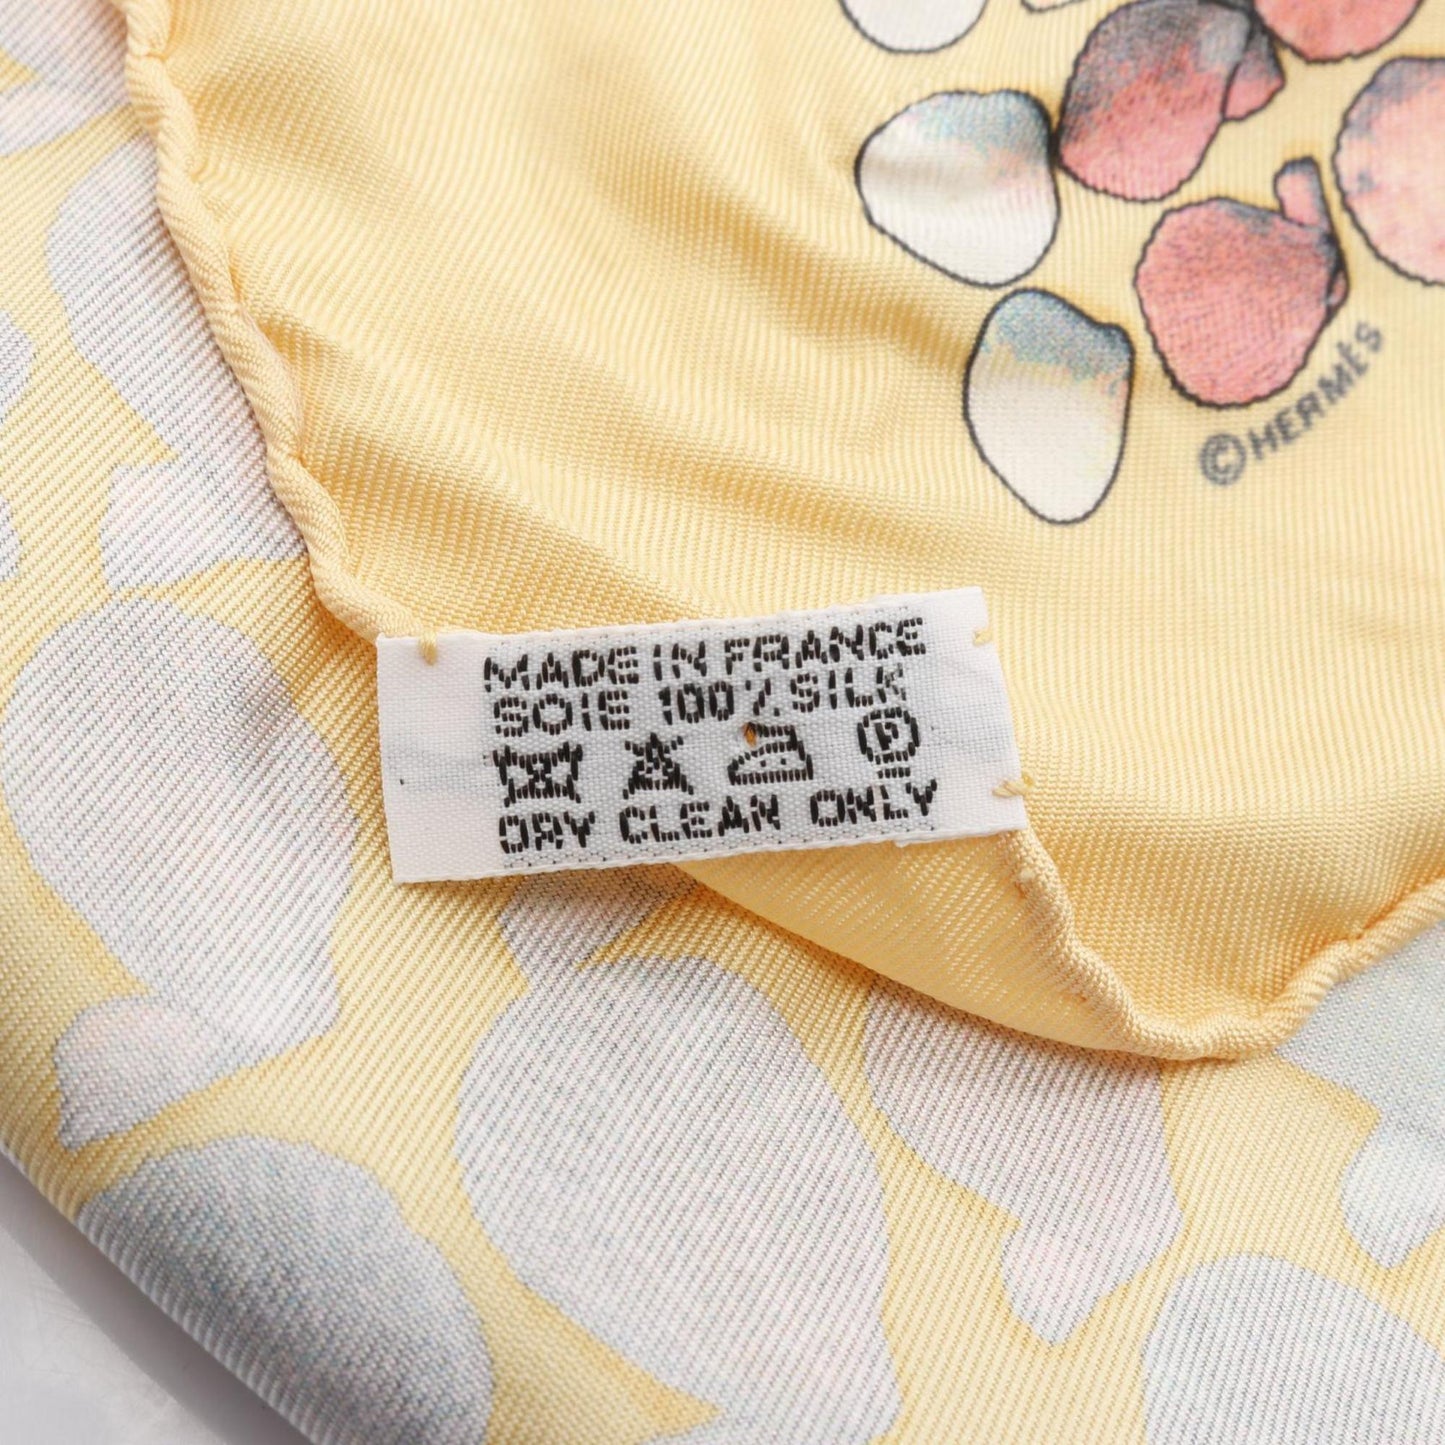 ©HERMÈS
MADE IN FRANCE
SOIE 100% SILK
P
DRY CLEAN ONLY